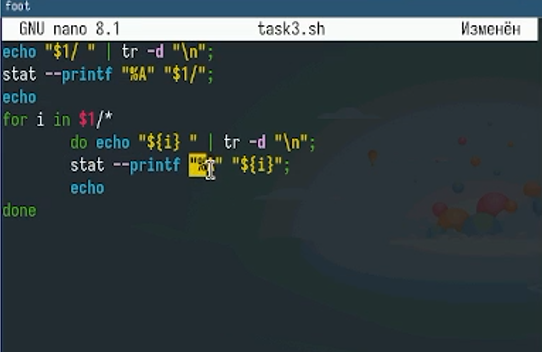 foot
GNU nano 8.1 task3.sh Изменён
echo "$1/ " | tr -d "\n";
stat --printf "%A" "$1/";
echo
for i in $1/*
do echo "${i} " | tr -d "\n";
stat --printf "${i}";
echo
done